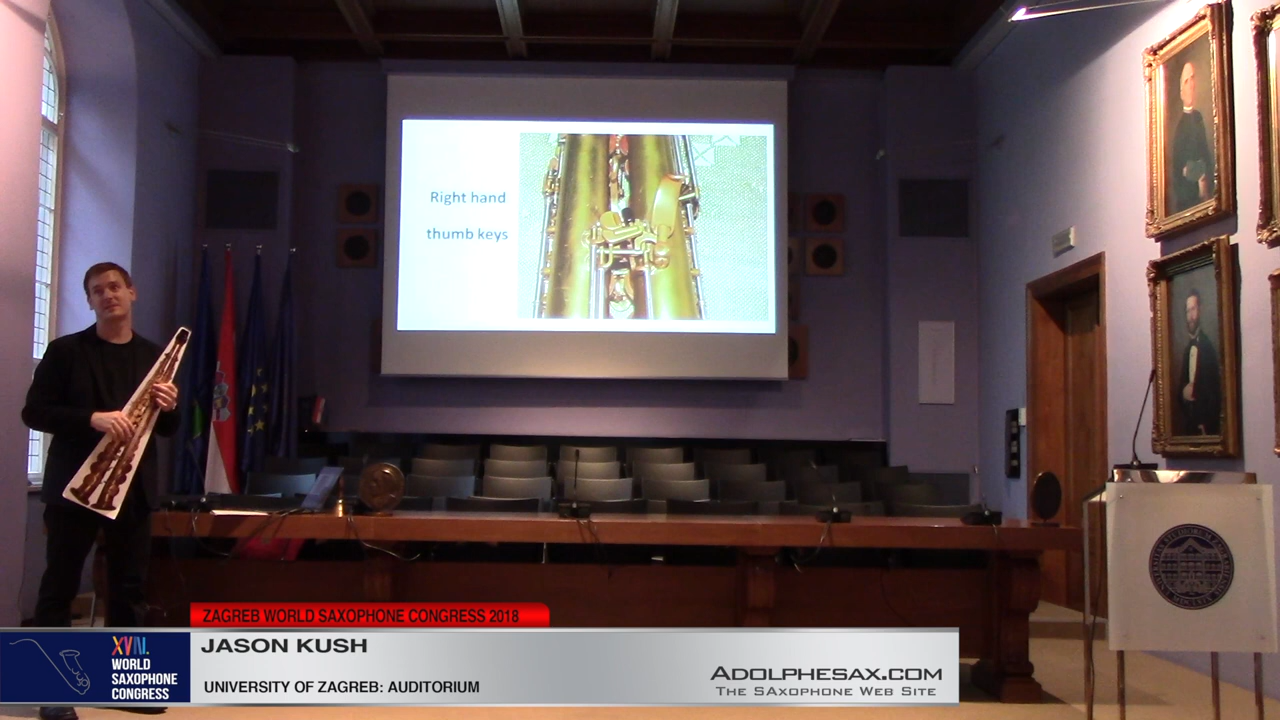 Right hand
thumb keys
ZAGREB WORLD SAXOPHONE CONGRESS 2018
XVIII.
WORLD
SAXOPHONE
CONGRESS
JASON KUSH
UNIVERSITY OF ZAGREB: AUDITORIUM
ADOLPHESAX.COM
THE SAXOPHONE WEB SITE